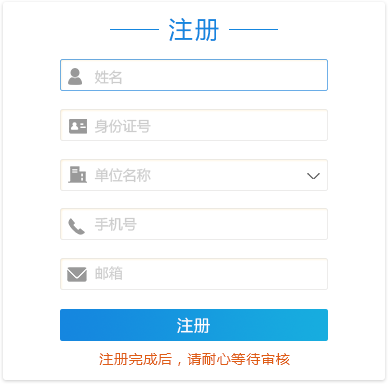 注册
姓名
身份证号
单位名称
手机号
邮箱
注册
注册完成后，请耐心等待审核